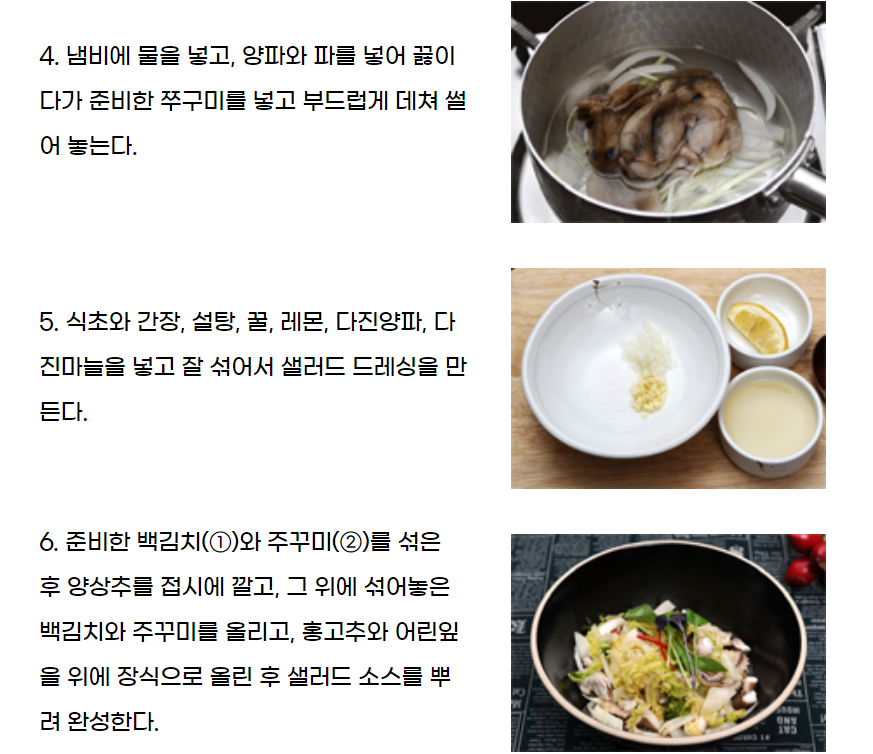 4. 냄비에 물을 넣고, 양파와 파를 넣어 끓이
다가 준비한 쭈구미를 넣고 부드럽게 데쳐 썰
어 놓는다.
5. 식초와 간장, 설탕, 꿀, 레몬, 다진양파, 다
진마늘을 넣고 잘 섞어서 샐러드 드레싱을 만
든다.
6. 준비한 백김치(①)와 주꾸미(②)를 섞은
후 양상추를 접시에 깔고, 그 위에 섞어놓은
백김치와 주꾸미를 올리고, 홍고추와 어린잎
을 위에 장식으로 올린 후 샐러드 소스를 뿌
려 완성한다.